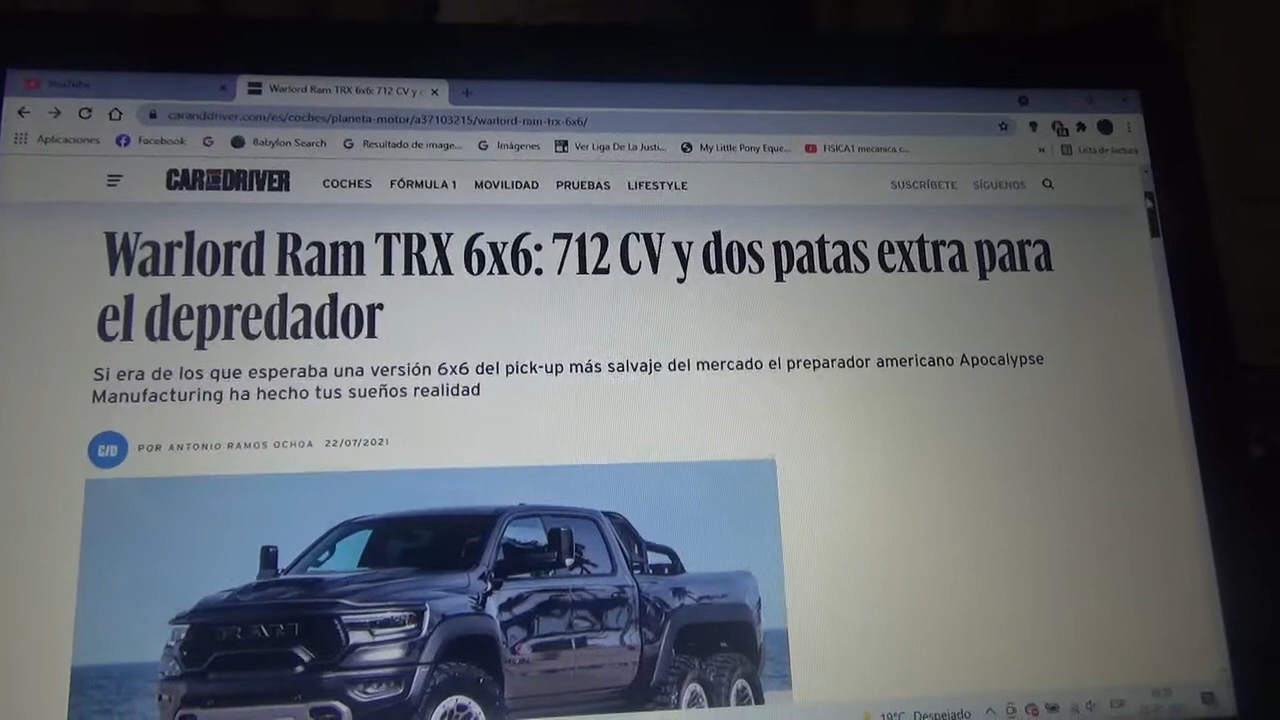 Warlord Ram TRX 6x6: 712 CV y c
caranddriver.com/es/coches/planeta-motor/a37103215/warlord-ram-trx-6x6/
Aplicaciones Facebook Babylon Search Resultado de image... Imágenes Ver Liga De La Justi... My Little Pony Eque... FISICA1 mecanica c... » Lista de lectura
CAR AND DRIVER COCHES FÓRMULA 1 MOVILIDAD PRUEBAS LIFESTYLE SUSCRÍBETE SÍGUENOS
Warlord Ram TRX 6x6: 712 CV y dos patas extra para
el depredador
Si era de los que esperaba una versión 6x6 del pick-up más salvaje del mercado el preparador americano Apocalypse
Manufacturing ha hecho tus sueños realidad
C/D POR ANTONIO RAMOS OCHOA 22/07/2021
RAM
19°C Despejado ESP